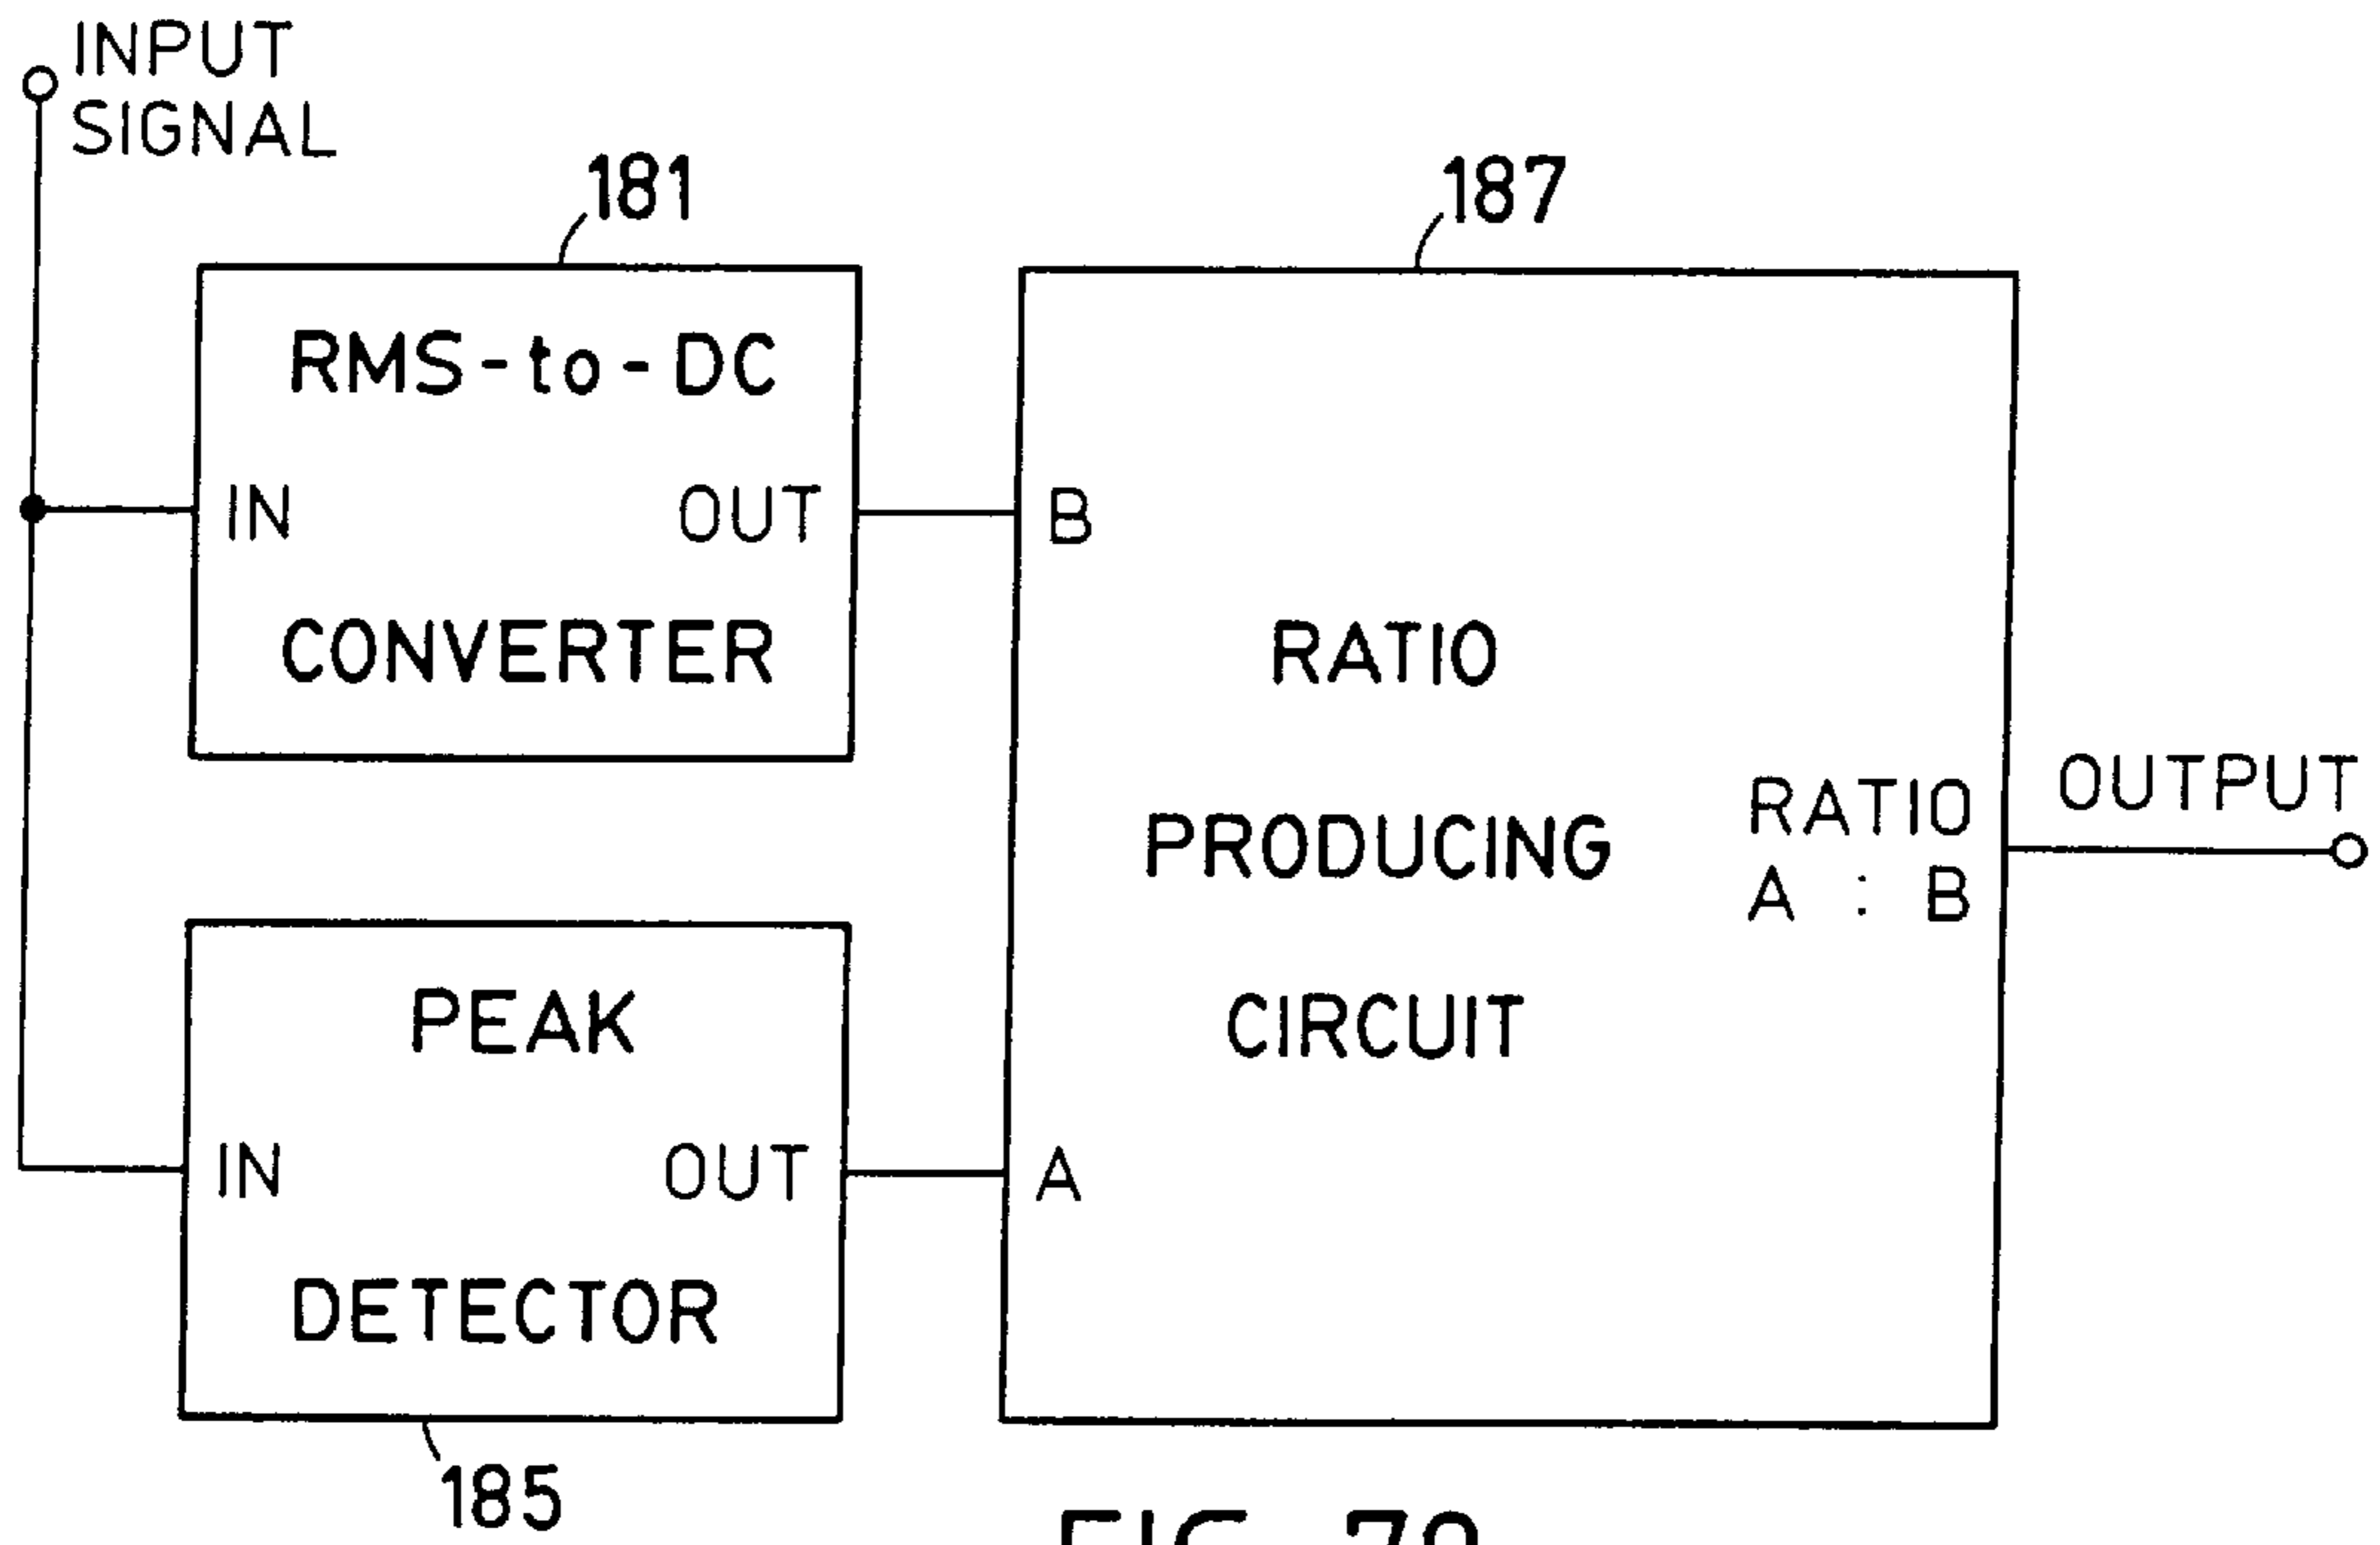 INPUT
SIGNAL
181
187
RMS-to-DC
IN OUT
CONVERTER
B
RATIO
PRODUCING
CIRCUIT
RATIO
A : B
OUTPUT
PEAK
IN OUT
DETECTOR
A
185